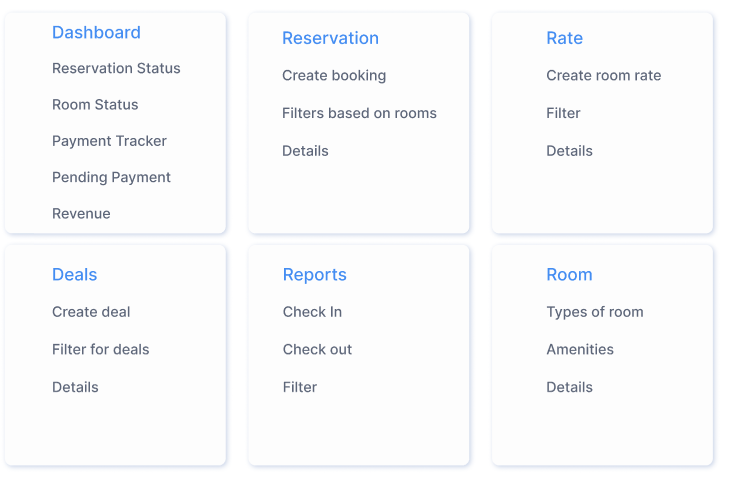 Dashboard
Reservation Status
Room Status
Payment Tracker
Pending Payment
Revenue
Reservation
Create booking
Filters based on rooms
Details
Rate
Create room rate
Filter
Details
Deals
Create deal
Filter for deals
Details
Reports
Check In
Check out
Filter
Room
Types of room
Amenities
Details